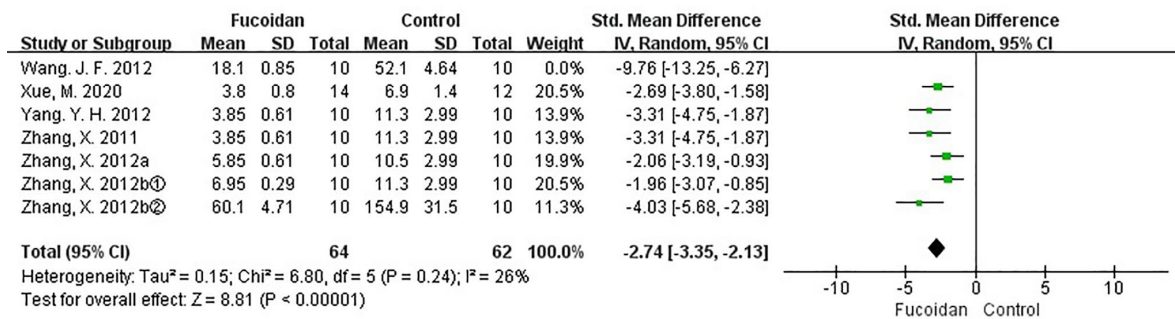 Fucoidan Control Std. Mean Difference Std. Mean Difference
Study or Subgroup Mean SD Total Mean SD Total Weight IV, Random, 95% CI IV, Random, 95% CI
Wang. J. F. 2012 18.1 0.85 10 52.1 4.64 10 0.0% -9.76 [-13.25, -6.27]
Xue, M. 2020 3.8 0.8 14 6.9 1.4 12 20.5% -2.69 [-3.80, -1.58]
Yang. Y. H. 2012 3.85 0.61 10 11.3 2.99 10 13.9% -3.31 [-4.75, -1.87]
Zhang, X. 2011 3.85 0.61 10 11.3 2.99 10 13.9% -3.31 [-4.75, -1.87]
Zhang, X. 2012a 5.85 0.61 10 10.5 2.99 10 19.9% -2.06 [-3.19, -0.93]
Zhang, X. 2012b① 6.95 0.29 10 11.3 2.99 10 20.5% -1.96 [-3.07, -0.85]
Zhang, X. 2012b② 60.1 4.71 10 154.9 31.5 10 11.3% -4.03 [-5.68, -2.38]
Total (95% CI) 64 62 100.0% -2.74 [-3.35, -2.13]
Heterogeneity: Tau² = 0.15; Chi² = 6.80, df = 5 (P = 0.24); I² = 26%
Test for overall effect: Z = 8.81 (P < 0.00001)
-10 -5 0 5 10
Fucoidan Control